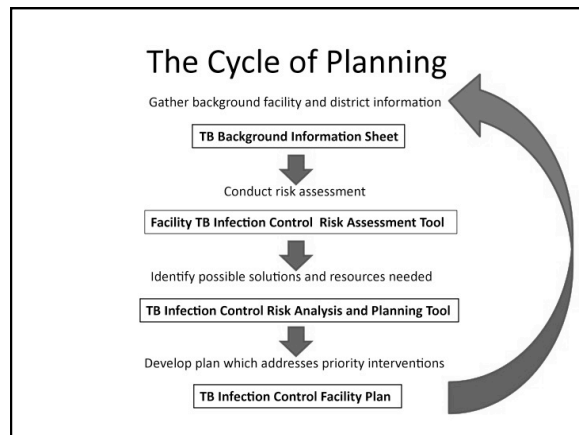 The Cycle of Planning
Gather background facility and district information
TB Background Information Sheet
Conduct risk assessment
Facility TB Infection Control Risk Assessment Tool
Identify possible solutions and resources needed
TB Infection Control Risk Analysis and Planning Tool
Develop plan which addresses priority interventions
TB Infection Control Facility Plan